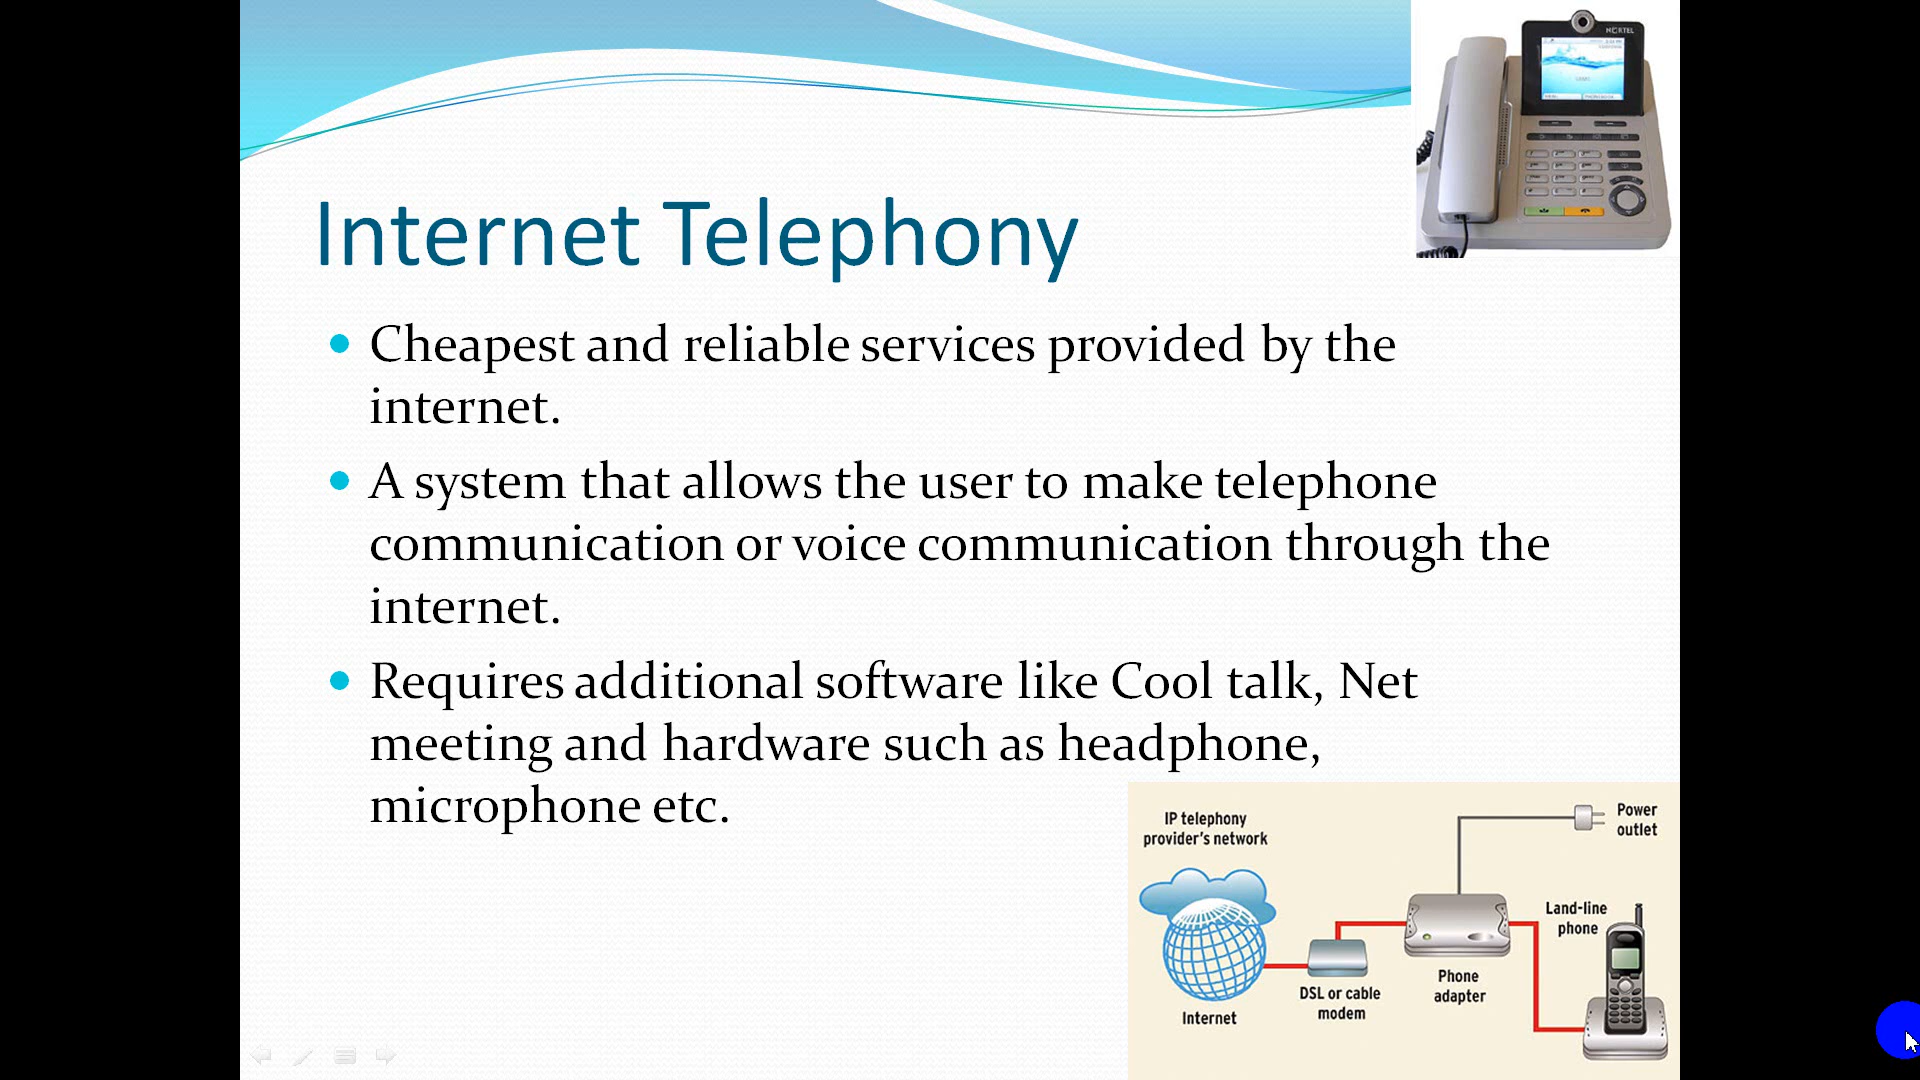 NORTEL
Internet Telephony
Cheapest and reliable services provided by the
internet.
A system that allows the user to make telephone
communication or voice communication through the
internet.
Requires additional software like Cool talk, Net
meeting and hardware such as headphone,
microphone etc.
IP telephony
provider's network
Internet
DSL or cable
modem
Phone
adapter
Power
outlet
Land-line
phone